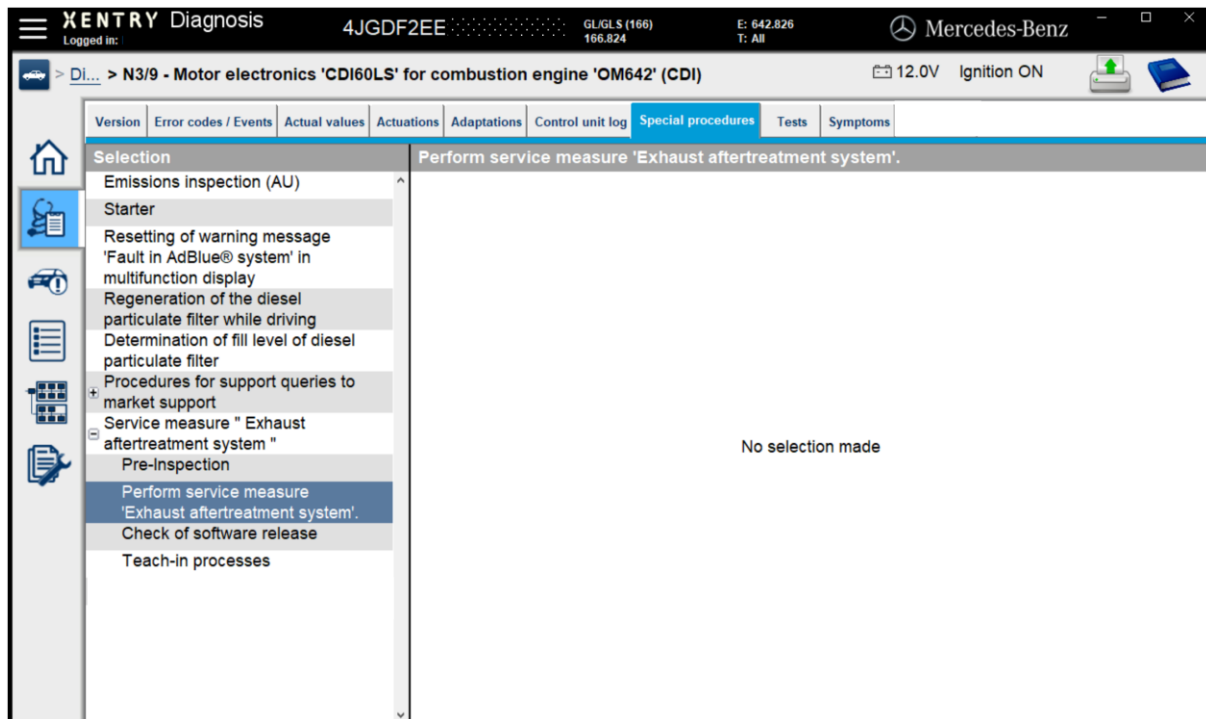 XENTRY Diagnosis
Logged in:
4JGDF2EE
GL/GLS (166)
166.824
E: 642.826
T: All
Mercedes-Benz
> Di... > N3/9 - Motor electronics 'CDI60LS' for combustion engine 'OM642' (CDI)
12.0V Ignition ON
Version Error codes / Events Actual values Actuations Adaptations Control unit log Special procedures Tests Symptoms
Selection
Perform service measure 'Exhaust aftertreatment system'.
Emissions inspection (AU)
Starter
Resetting of warning message
'Fault in AdBlue® system' in
multifunction display
Regeneration of the diesel
particulate filter while driving
Determination of fill level of diesel
particulate filter
Procedures for support queries to
market support
Service measure " Exhaust
aftertreatment system "
Pre-Inspection
Perform service measure
'Exhaust aftertreatment system'.
Check of software release
Teach-in processes
No selection made